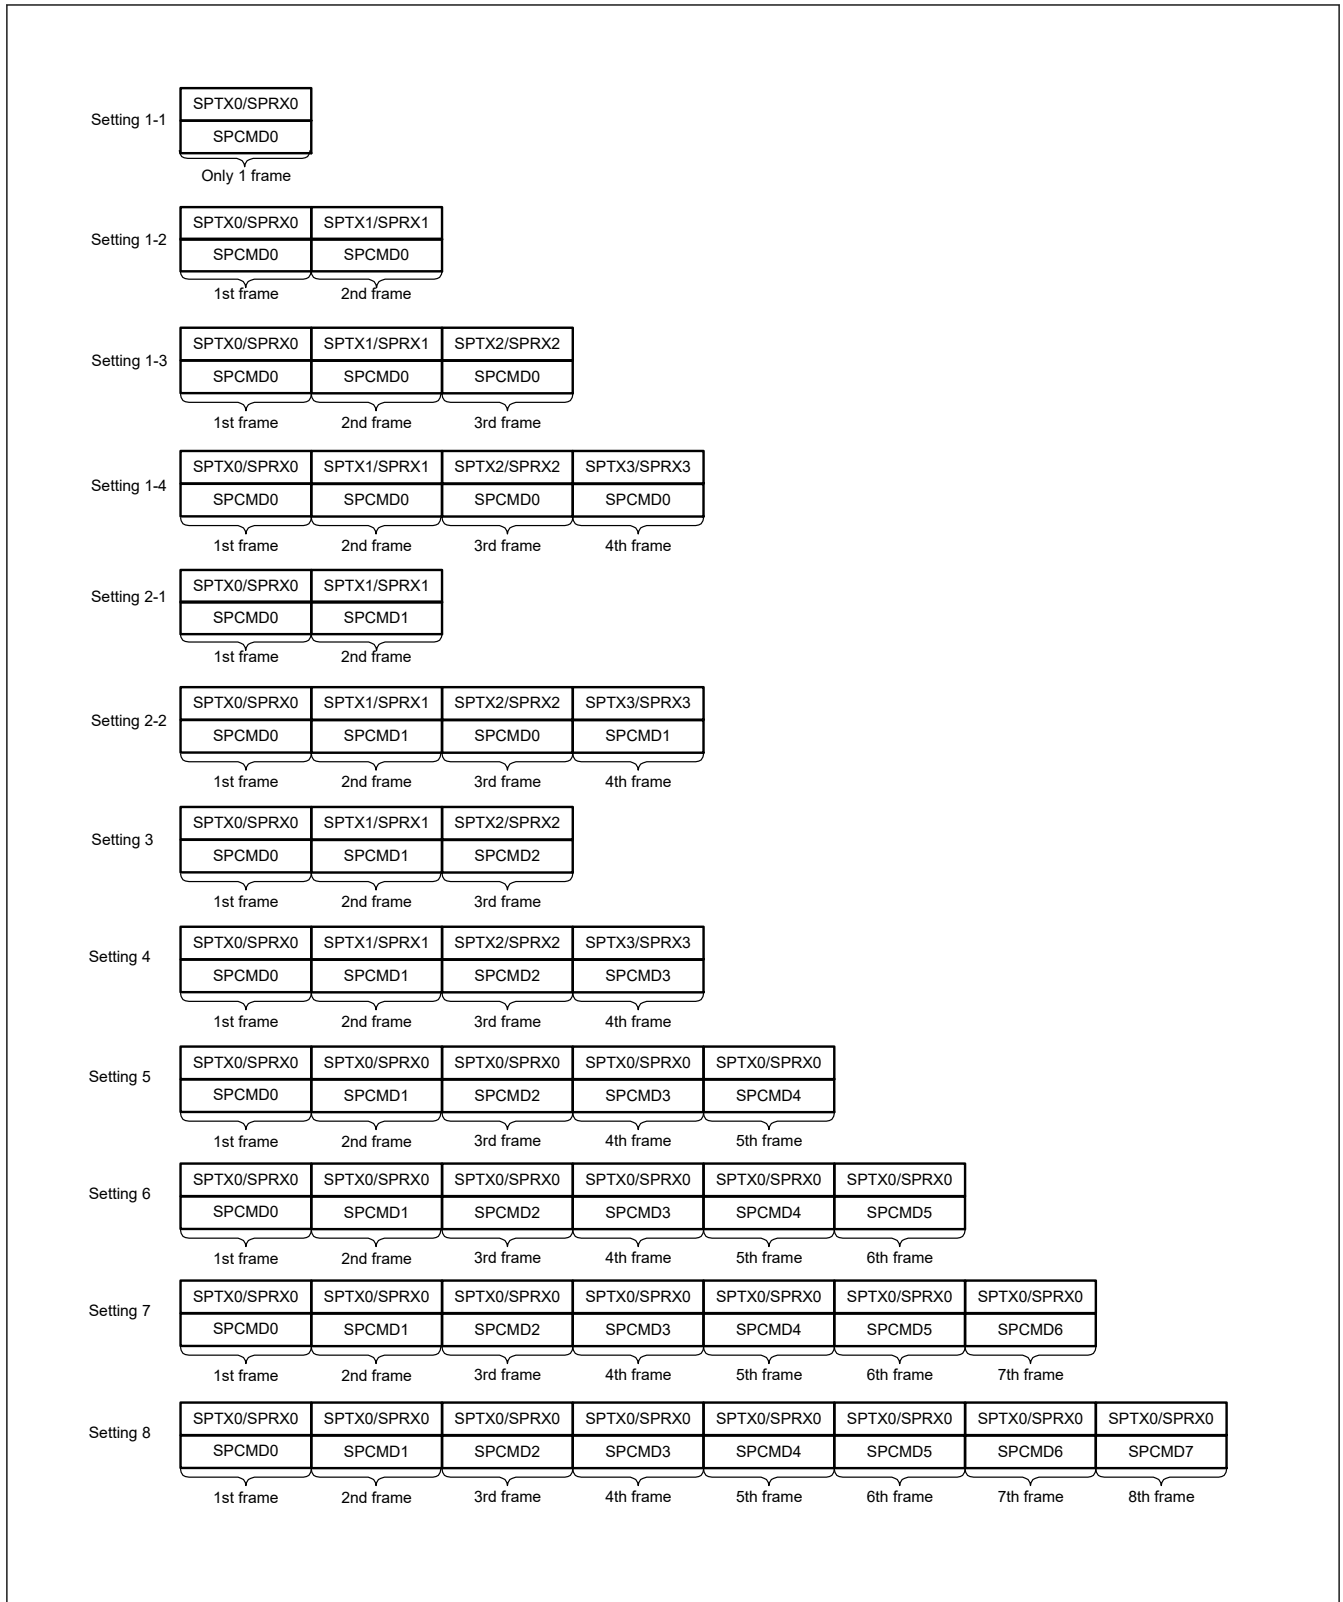 SPTX0/SPRX0
Setting 1-1
SPCMD0
Only 1 frame
SPTX0/SPRX0 SPTX1/SPRX1
Setting 1-2
SPCMD0 SPCMD0
1st frame 2nd frame
SPTX0/SPRX0 SPTX1/SPRX1 SPTX2/SPRX2
Setting 1-3
SPCMD0 SPCMD0 SPCMD0
1st frame 2nd frame 3rd frame
SPTX0/SPRX0 SPTX1/SPRX1 SPTX2/SPRX2 SPTX3/SPRX3
Setting 1-4
SPCMD0 SPCMD0 SPCMD0 SPCMD0
1st frame 2nd frame 3rd frame 4th frame
SPTX0/SPRX0 SPTX1/SPRX1
Setting 2-1
SPCMD0 SPCMD1
1st frame 2nd frame
SPTX0/SPRX0 SPTX1/SPRX1 SPTX2/SPRX2 SPTX3/SPRX3
Setting 2-2
SPCMD0 SPCMD1 SPCMD0 SPCMD1
1st frame 2nd frame 3rd frame 4th frame
SPTX0/SPRX0 SPTX1/SPRX1 SPTX2/SPRX2
Setting 3
SPCMD0 SPCMD1 SPCMD2
1st frame 2nd frame 3rd frame
SPTX0/SPRX0 SPTX1/SPRX1 SPTX2/SPRX2 SPTX3/SPRX3
Setting 4
SPCMD0 SPCMD1 SPCMD2 SPCMD3
1st frame 2nd frame 3rd frame 4th frame
SPTX0/SPRX0 SPTX0/SPRX0 SPTX0/SPRX0 SPTX0/SPRX0 SPTX0/SPRX0
Setting 5
SPCMD0 SPCMD1 SPCMD2 SPCMD3 SPCMD4
1st frame 2nd frame 3rd frame 4th frame 5th frame
SPTX0/SPRX0 SPTX0/SPRX0 SPTX0/SPRX0 SPTX0/SPRX0 SPTX0/SPRX0 SPTX0/SPRX0
Setting 6
SPCMD0 SPCMD1 SPCMD2 SPCMD3 SPCMD4 SPCMD5
1st frame 2nd frame 3rd frame 4th frame 5th frame 6th frame
SPTX0/SPRX0 SPTX0/SPRX0 SPTX0/SPRX0 SPTX0/SPRX0 SPTX0/SPRX0 SPTX0/SPRX0 SPTX0/SPRX0
Setting 7
SPCMD0 SPCMD1 SPCMD2 SPCMD3 SPCMD4 SPCMD5 SPCMD6
1st frame 2nd frame 3rd frame 4th frame 5th frame 6th frame 7th frame
SPTX0/SPRX0 SPTX0/SPRX0 SPTX0/SPRX0 SPTX0/SPRX0 SPTX0/SPRX0 SPTX0/SPRX0 SPTX0/SPRX0 SPTX0/SPRX0
Setting 8
SPCMD0 SPCMD1 SPCMD2 SPCMD3 SPCMD4 SPCMD5 SPCMD6 SPCMD7
1st frame 2nd frame 3rd frame 4th frame 5th frame 6th frame 7th frame 8th frame